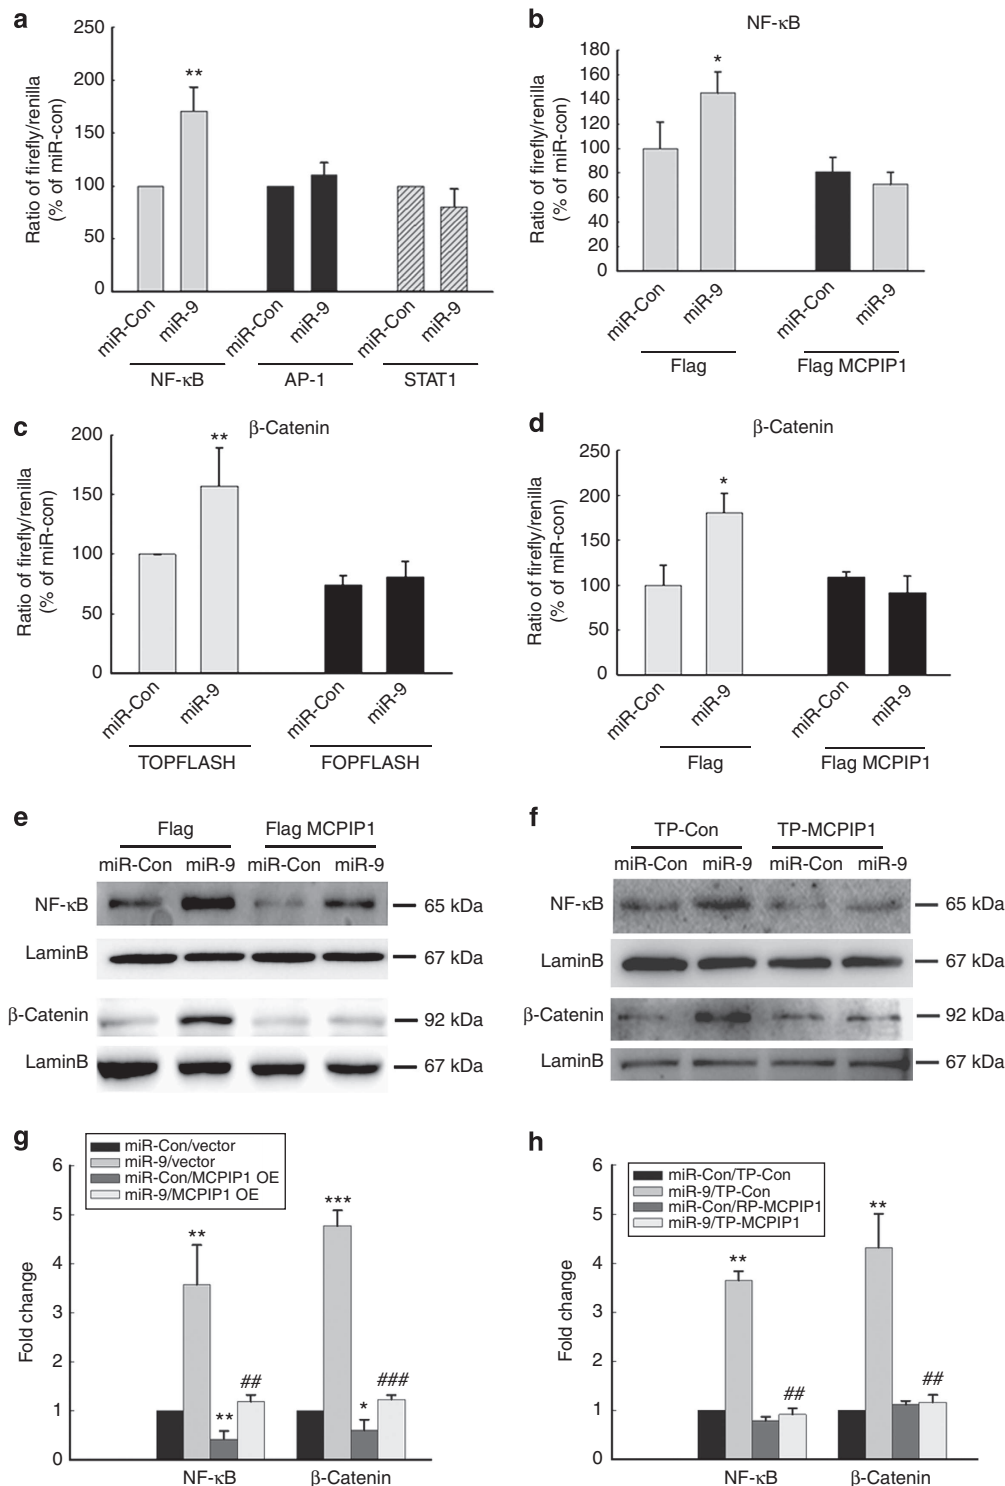 a
250
200
150
100
50
0
Ratio of firefly/renilla
(% of miR-con)
**
miR-Con
miR-9
miR-Con
miR-9
miR-Con
miR-9
NF-κB
AP-1
STAT1
b
NF-κB
180
160
140
120
100
80
60
40
20
0
Ratio of firefly/renilla
(% of miR-con)
*
miR-Con
miR-9
miR-Con
miR-9
Flag
Flag MCPIP1
c
β-Catenin
200
150
100
50
0
Ratio of firefly/renilla
(% of miR-con)
**
miR-Con
miR-9
miR-Con
miR-9
TOPFLASH
FOPFLASH
d
β-Catenin
250
200
150
100
50
0
Ratio of firefly/renilla
(% of miR-con)
*
miR-Con
miR-9
miR-Con
miR-9
Flag
Flag MCPIP1
e
Flag
Flag MCPIP1
miR-Con miR-9 miR-Con miR-9
NF-κB
65 kDa
LaminB
67 kDa
β-Catenin
92 kDa
LaminB
67 kDa
f
TP-Con
TP-MCPIP1
miR-Con miR-9 miR-Con miR-9
NF-κB
65 kDa
LaminB
67 kDa
β-Catenin
92 kDa
LaminB
67 kDa
g
miR-Con/vector
miR-9/vector
miR-Con/MCPIP1 OE
miR-9/MCPIP1 OE
6
5
4
3
2
1
0
Fold change
**
**
##
***
*
###
NF-κB
β-Catenin
h
miR-Con/TP-Con
miR-9/TP-Con
miR-Con/RP-MCPIP1
miR-9/TP-MCPIP1
6
5
4
3
2
1
0
Fold change
**
##
**
##
NF-κB
β-Catenin